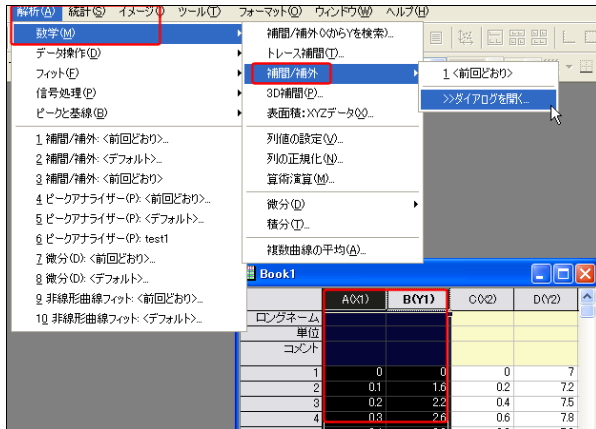 解析(A) 統計(S) イメージ(I) ツール(T) フォーマット(O) ウィンドウ(W) ヘルプ(H)
数学(M)
データ操作(D)
フィット(F)
信号処理(P)
ピークと基線(B)
1 補間/補外: <前回どおり>...
2 補間/補外: <デフォルト>...
3 補間/補外: <前回どおり>
4 ピークアナライザー(P): <前回どおり>...
5 ピークアナライザー(P): <デフォルト>...
6 ピークアナライザー(P): test1
7 微分(D): <前回どおり>...
8 微分(D): <デフォルト>...
9 非線形曲線フィット: <前回どおり>...
10 非線形曲線フィット: <デフォルト>...
補間/補外(XからYを検索)...
トレース補間(T)...
補間/補外
3D補間(P)...
表面積:XYZデータ(X)...
列値の設定(V)...
列の正規化(N)...
算術演算(M)...
微分(D)
積分(T)...
複数曲線の平均(A)...
1 <前回どおり>
>>ダイアログを開く...
Book1
A(X1) B(Y1) C(X2) D(Y2)
ロングネーム
単位
コメント
1 0 0 0 7
2 0.1 1.6 0.2 7.2
3 0.2 2.2 0.4 7.5
4 0.3 2.6 0.6 7.8